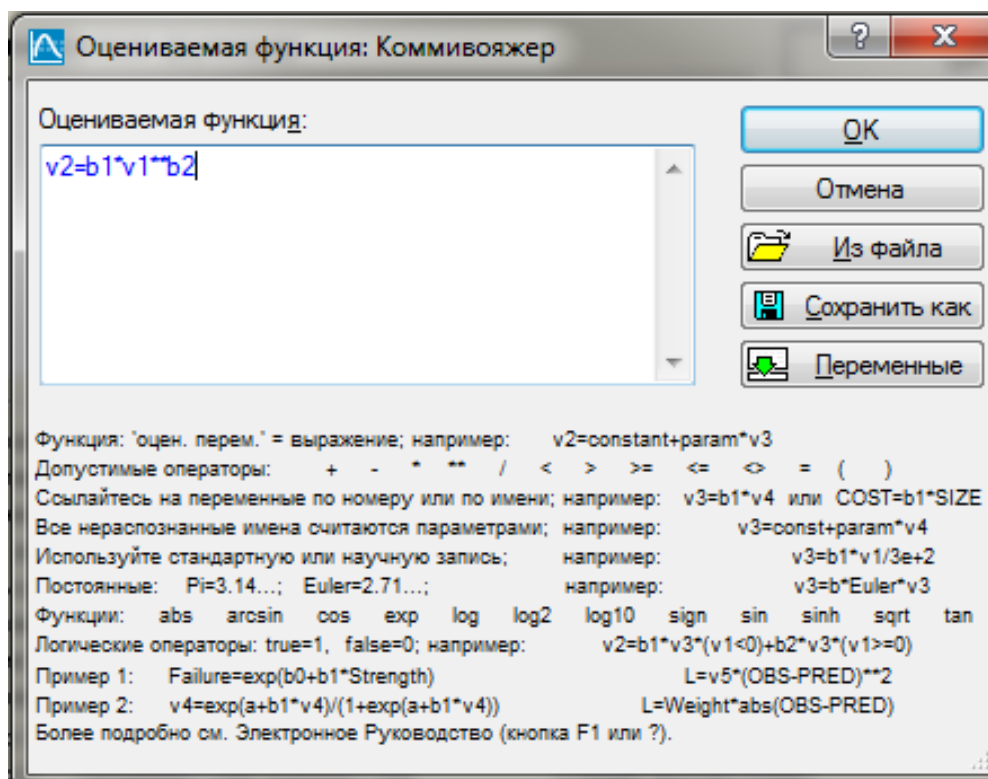 Оцениваемая функция: Коммивояжер
?
x
Оцениваемая функция:
v2=b1*v1**b2
OK
Отмена
Из файла
Сохранить как
Переменные
Функция: 'оцен. перем.' = выражение; например: v2=constant+param*v3
Допустимые операторы: + - * ** / < > >= <= <> = ( )
Ссылайтесь на переменные по номеру или по имени; например: v3=b1*v4 или COST=b1*SIZE
Все нераспознанные имена считаются параметрами; например: v3=const+param*v4
Используйте стандартную или научную запись; например: v3=b1*v1/3e+2
Постоянные: Pi=3.14...; Euler=2.71...; например: v3=b*Euler*v3
Функции: abs arcsin cos exp log log2 log10 sign sin sinh sqrt tan
Логические операторы: true=1, false=0; например: v2=b1*v3*(v1<0)+b2*v3*(v1>=0)
Пример 1: Failure=exp(b0+b1*Strength) L=v5*(OBS-PRED)**2
Пример 2: v4=exp(a+b1*v4)/(1+exp(a+b1*v4)) L=Weight*abs(OBS-PRED)
Более подробно см. Электронное Руководство (кнопка F1 или ?).